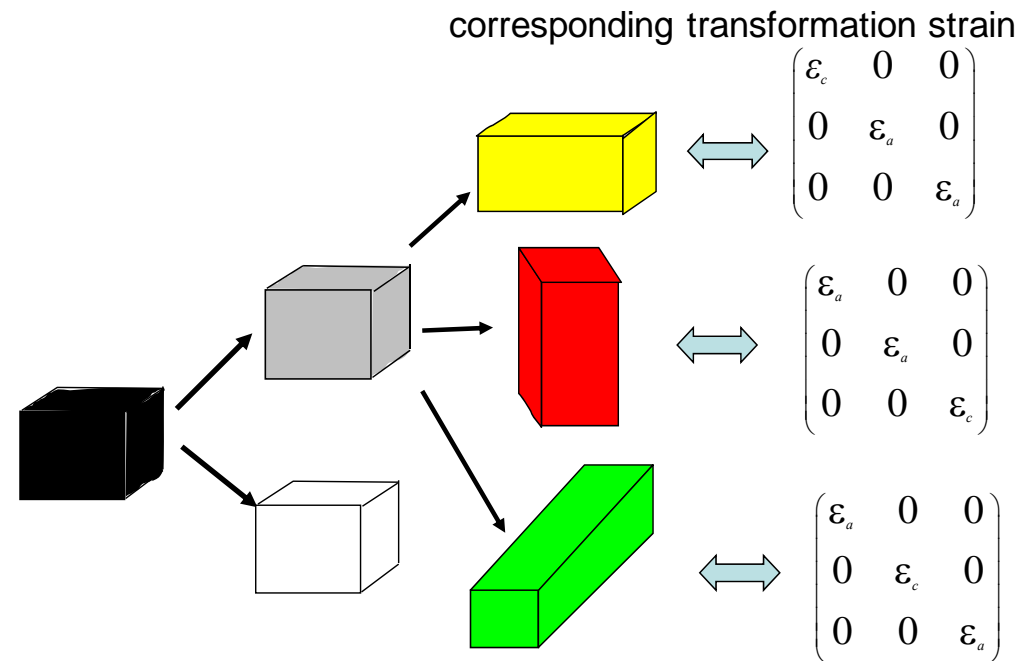 corresponding transformation strain
ε_c 0 0
0 ε_a 0
0 0 ε_a
ε_a 0 0
0 ε_a 0
0 0 ε_c
ε_a 0 0
0 ε_c 0
0 0 ε_a